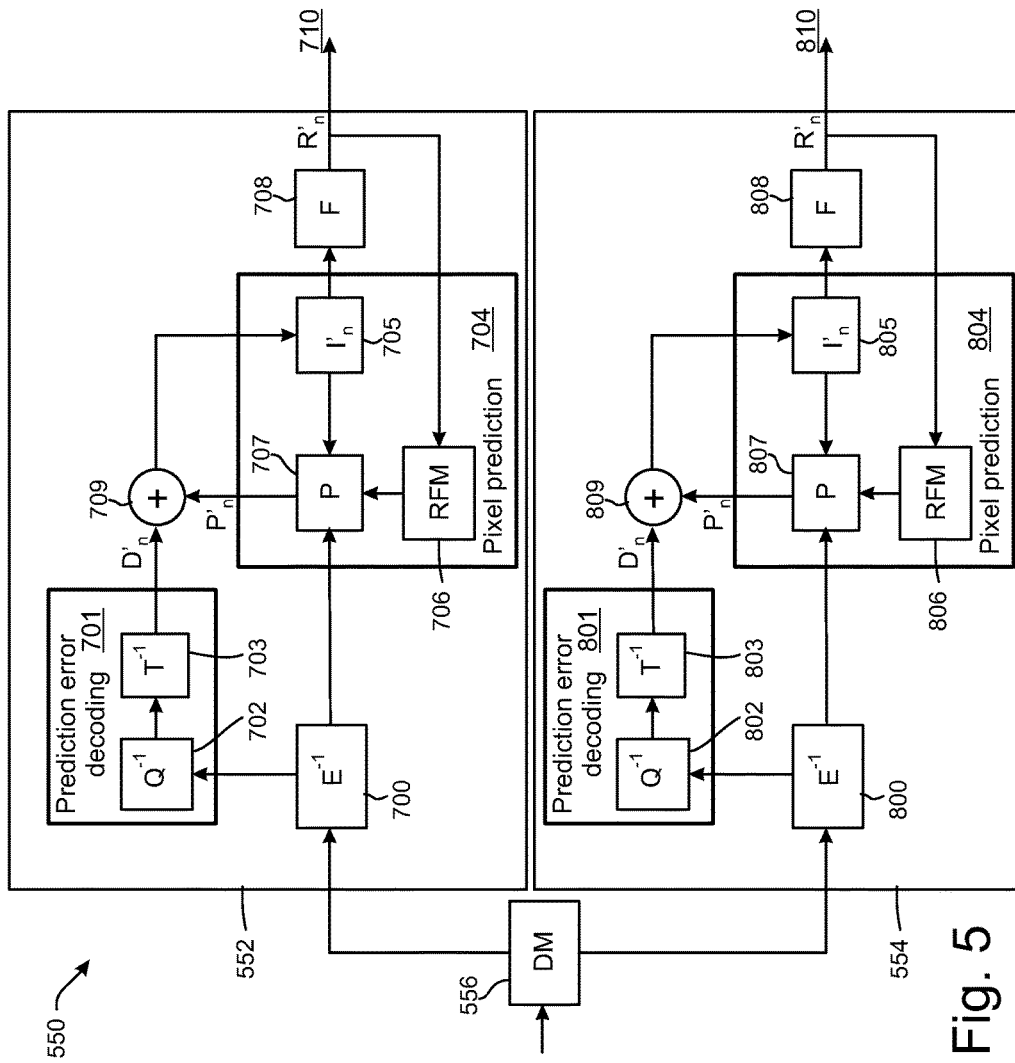 550
552
Prediction error
decoding 701
Q⁻¹
T⁻¹
702
703
D'n
709
+
P'n
E⁻¹
700
707
P
I'n
705
RFM
706
704
Pixel prediction
708
F
R'n
710
556
DM
554
Prediction error
decoding 801
Q⁻¹
T⁻¹
802
803
D'n
809
+
P'n
E⁻¹
800
807
P
I'n
805
RFM
806
804
Pixel prediction
808
F
R'n
810
Fig. 5